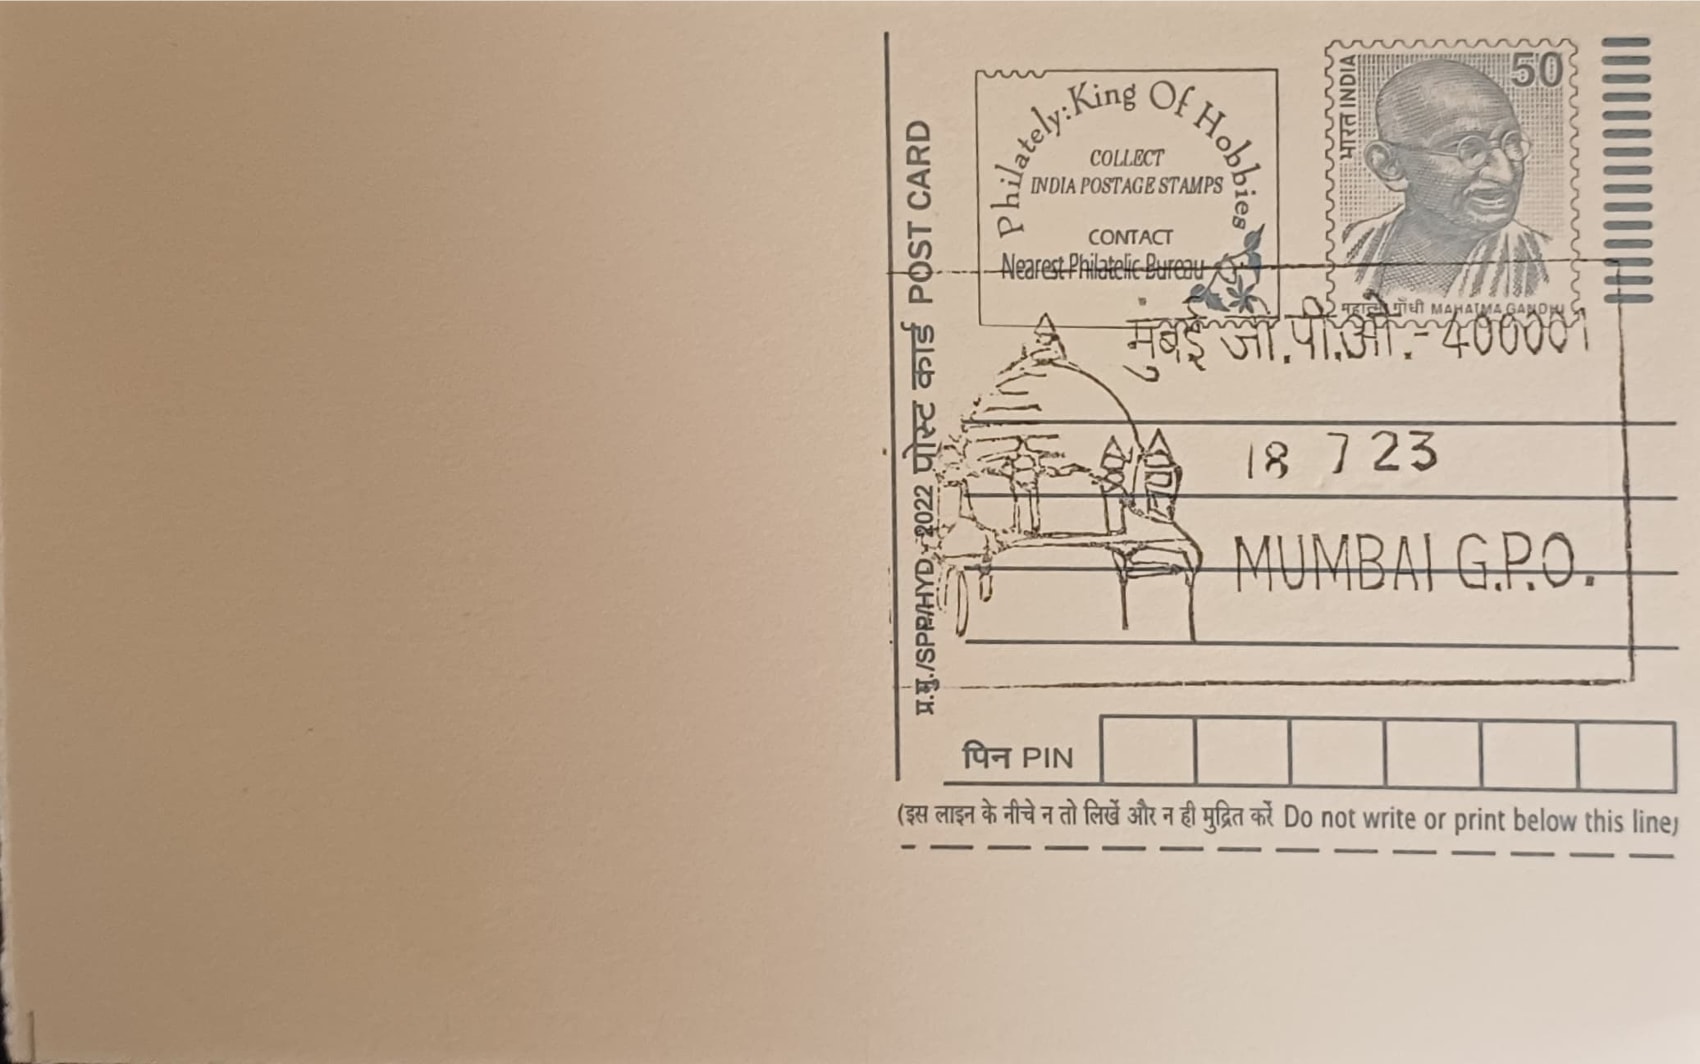 Philately:King Of Hobbies
COLLECT
INDIA POSTAGE STAMPS
CONTACT
Nearest Philatelic Bureau
भारत INDIA
50
महात्मा गाँधी MAHATMA GANDHI
मुंबई जी.पी.ओ.- 400001
18 7 23
MUMBAI G.P.O.
प्र.मु./SPP/HYD, 2022 पोस्ट कार्ड POST CARD
पिन PIN
(इस लाइन के नीचे न तो लिखें और न ही मुद्रित करें Do not write or print below this line)